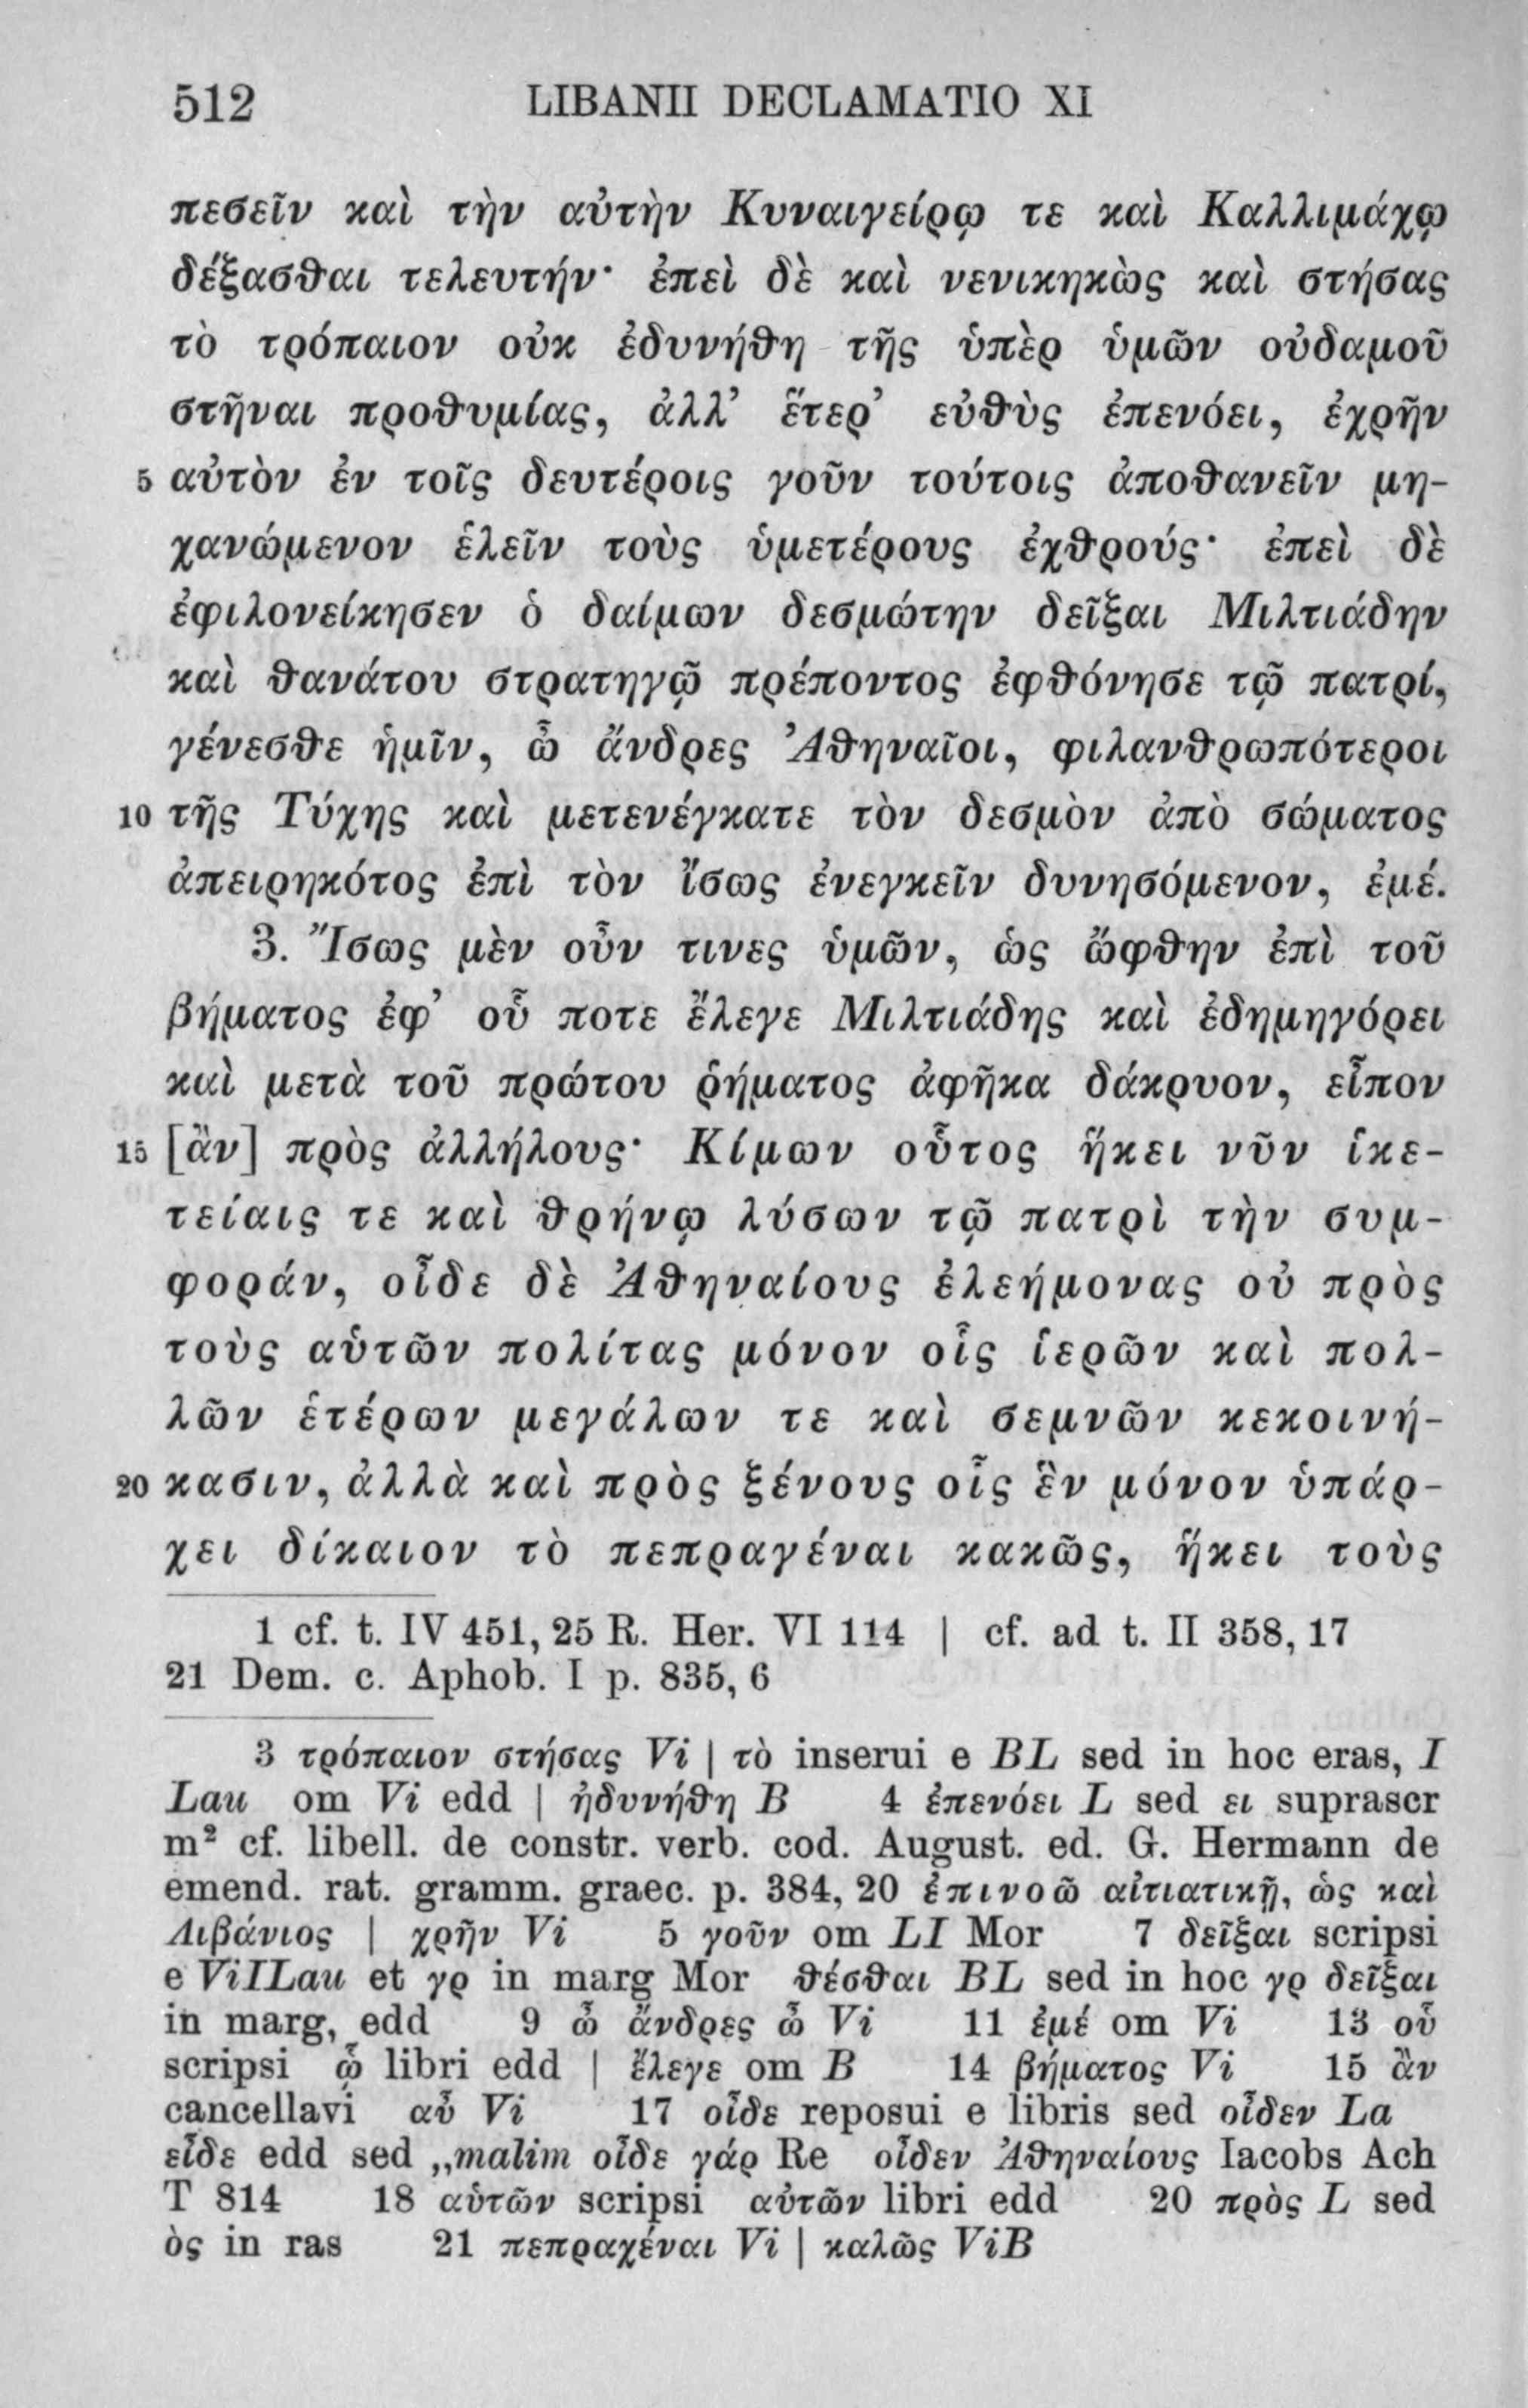 512 LIBANII DECLAMATIO XI
πεσεῖν καὶ τὴν αὐτὴν Κυναιγείρῳ τε καὶ Καλλιμάχῳ
δέξασθαι τελευτήν· ἐπεὶ δὲ καὶ νενικηκὼς καὶ στήσας
τὸ τρόπαιον οὐκ ἐδυνήθη τῆς ὑπὲρ ὑμῶν οὐδαμοῦ
στῆναι προθυμίας, ἀλλ’ ἕτερ’ εὐθὺς ἐπενόει, ἐχρῆν
5 αὐτὸν ἐν τοῖς δευτέροις γοῦν τούτοις ἀποθανεῖν μη-
χανώμενον ἑλεῖν τοὺς ὑμετέρους ἐχθρούς· ἐπεὶ δὲ
ἐφιλονείκησεν ὁ δαίμων δεσμώτην δεῖξαι Μιλτιάδην
καὶ θανάτου στρατηγῷ πρέποντος ἐφθόνησε τῷ πατρί,
γένεσθε ἡμῖν, ὦ ἄνδρες Ἀθηναῖοι, φιλανθρωπότεροι
10 τῆς Τύχης καὶ μετενέγκατε τὸν δεσμὸν ἀπὸ σώματος
ἀπειρηκότος ἐπὶ τὸν ἴσως ἐνεγκεῖν δυνησόμενον, ἐμέ.
3. Ἴσως μὲν οὖν τινες ὑμῶν, ὡς ὤφθην ἐπὶ τοῦ
βήματος ἐφ’ οὗ ποτε ἔλεγε Μιλτιάδης καὶ ἐδημηγόρει
καὶ μετὰ τοῦ πρώτου ῥήματος ἀφῆκα δάκρυον, εἶπον
15 [ἂν] πρὸς ἀλλήλους· Κίμων οὗτος ἥκει νῦν ἱκε-
τείαις τε καὶ θρήνῳ λύσων τῷ πατρὶ τὴν συμ-
φοράν, οἶδε δὲ Ἀθηναίους ἐλεήμονας οὐ πρὸς
τοὺς αὑτῶν πολίτας μόνον οἷς ἱερῶν καὶ πολ-
λῶν ἑτέρων μεγάλων τε καὶ σεμνῶν κεκοινή-
20 κασιν, ἀλλὰ καὶ πρὸς ξένους οἷς ἓν μόνον ὑπάρ-
χει δίκαιον τὸ πεπραγέναι κακῶς, ἥκει τοὺς
1 cf. t. IV 451, 25 R. Her. VI 114 | cf. ad t. II 358, 17
21 Dem. c. Aphob. I p. 835, 6
3 τρόπαιον στήσας Vi | τὸ inserui e BL sed in hoc eras, I
Lau om Vi edd | ἠδυνήθη B 4 ἐπενόει L sed ει suprascr
m² cf. libell. de constr. verb. cod. August. ed. G. Hermann de
emend. rat. gramm. graec. p. 384, 20 ἐπινοῶ αἰτιατικῇ, ὡς καὶ
Λιβάνιος | χρῆν Vi 5 γοῦν om LI Mor 7 δεῖξαι scripsi
e ViILau et γρ in marg Mor θέσθαι BL sed in hoc γρ δεῖξαι
in marg, edd 9 ὦ ἄνδρες ὦ Vi 11 ἐμέ om Vi 13 οὗ
scripsi ᾧ libri edd | ἔλεγε om B 14 βήματος Vi 15 ἂν
cancellavi αὖ Vi 17 οἶδε reposui e libris sed οἶδεν La
εἶδε edd sed „malim οἶδε γάρ Re οἶδεν Ἀθηναίους Iacobs Ach
T 814 18 αὑτῶν scripsi αὐτῶν libri edd 20 πρὸς L sed
ὸς in ras 21 πεπραχέναι Vi | καλῶς ViB